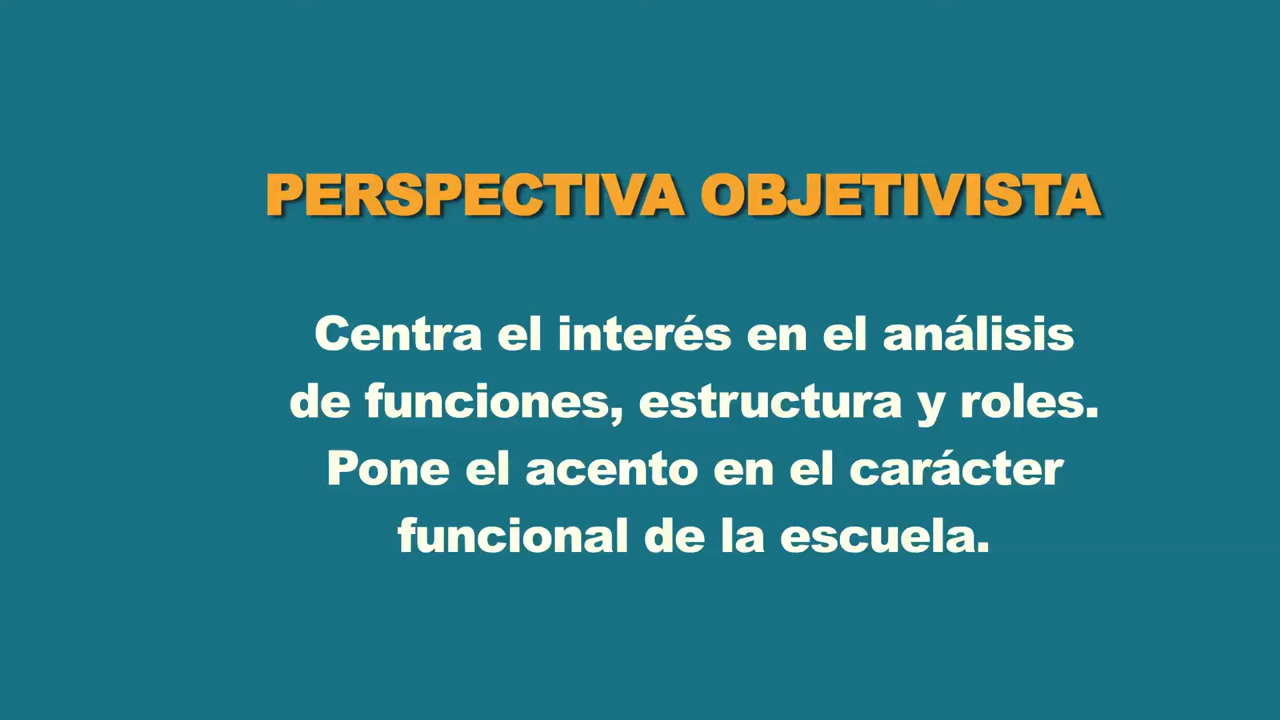 PERSPECTIVA OBJETIVISTA
Centra el interés en el análisis
de funciones, estructura y roles.
Pone el acento en el carácter
funcional de la escuela.